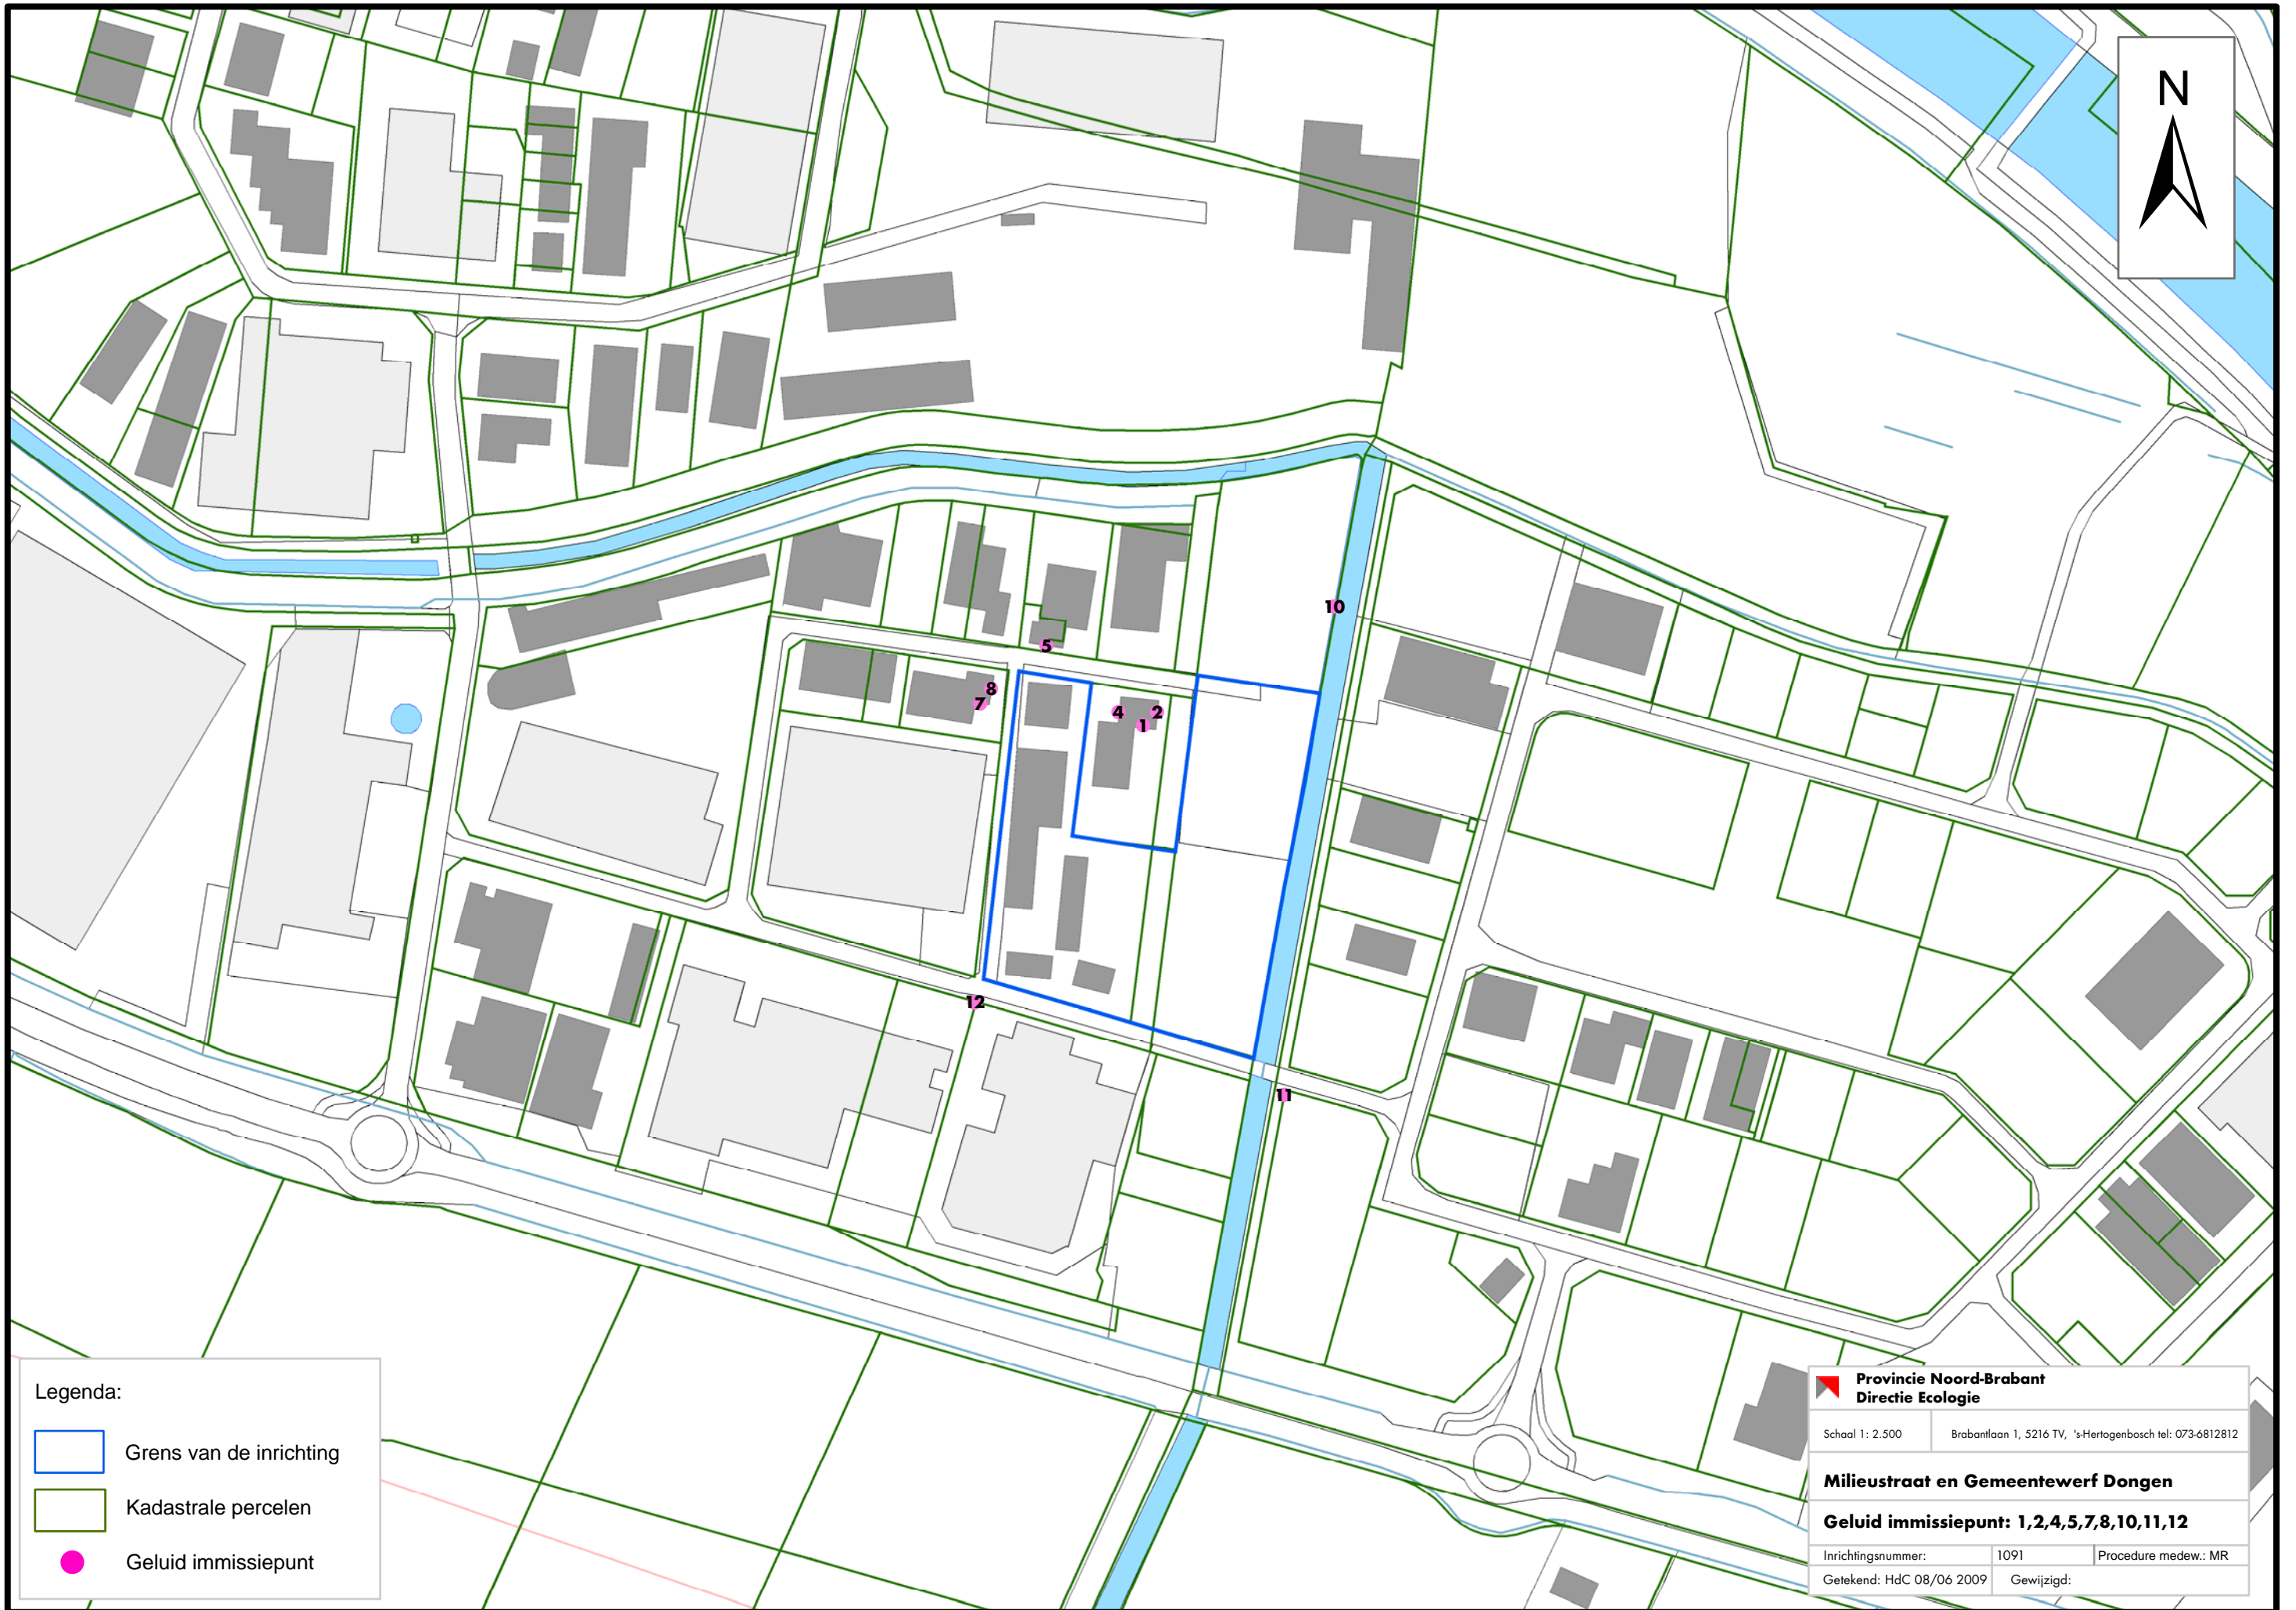 N
10
5
8
7
4
2
1
12
11
Legenda:
Grens van de inrichting
Kadastrale percelen
Geluid immissiepunt
Provincie Noord-Brabant
Directie Ecologie
Schaal 1: 2.500
Brabantlaan 1, 5216 TV, 's-Hertogenbosch tel: 073-6812812
Milieustraat en Gemeentewerf Dongen
Geluid immissiepunt: 1,2,4,5,7,8,10,11,12
Inrichtingsnummer: 1091 Procedure medew.: MR
Getekend: HdC 08/06 2009 Gewijzigd: